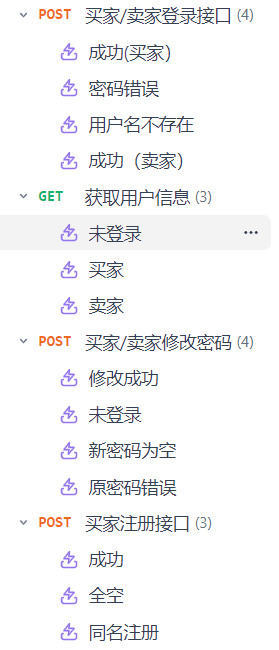 POST 买家/卖家登录接口 (4)
成功(买家)
密码错误
用户名不存在
成功（卖家）
GET 获取用户信息 (3)
未登录
买家
卖家
POST 买家/卖家修改密码 (4)
修改成功
未登录
新密码为空
原密码错误
POST 买家注册接口 (3)
成功
全空
同名注册